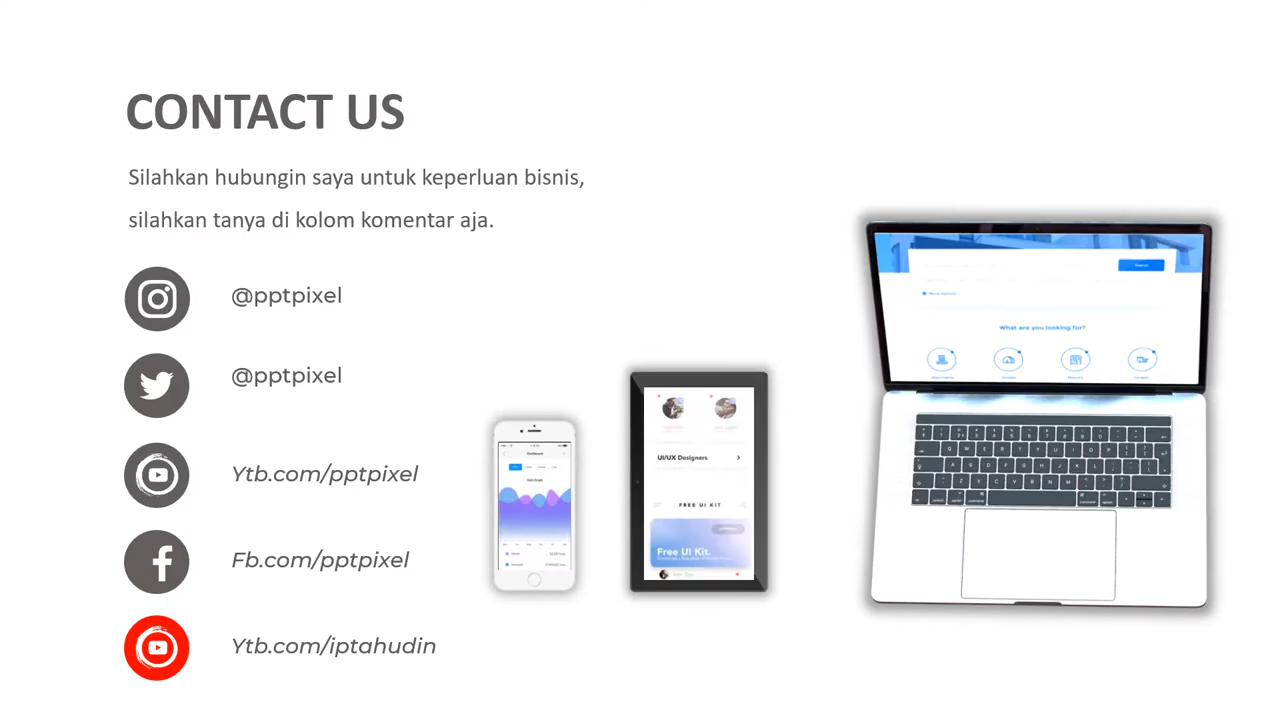 CONTACT US
Silahkan hubungin saya untuk keperluan bisnis,
silahkan tanya di kolom komentar aja.
@pptpixel
@pptpixel
Ytb.com/pptpixel
Fb.com/pptpixel
Ytb.com/iptahudin
Dashboard
UI/UX Designers
FREE UI KIT
Free UI Kit.
Search
What are you looking for?